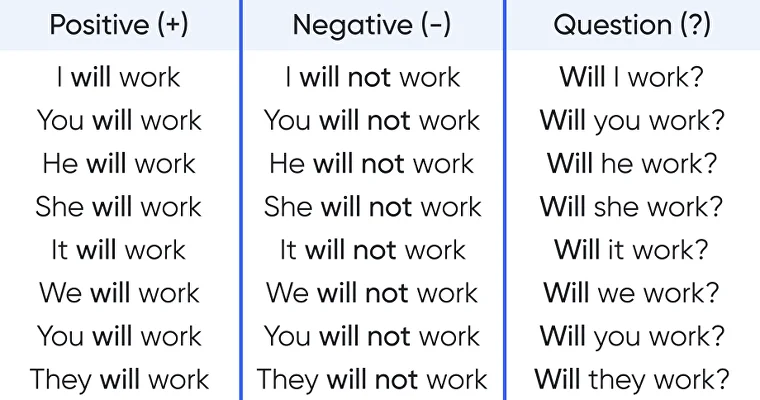 Positive (+) Negative (-) Question (?)
I will work I will not work Will I work?
You will work You will not work Will you work?
He will work He will not work Will he work?
She will work She will not work Will she work?
It will work It will not work Will it work?
We will work We will not work Will we work?
You will work You will not work Will you work?
They will work They will not work Will they work?